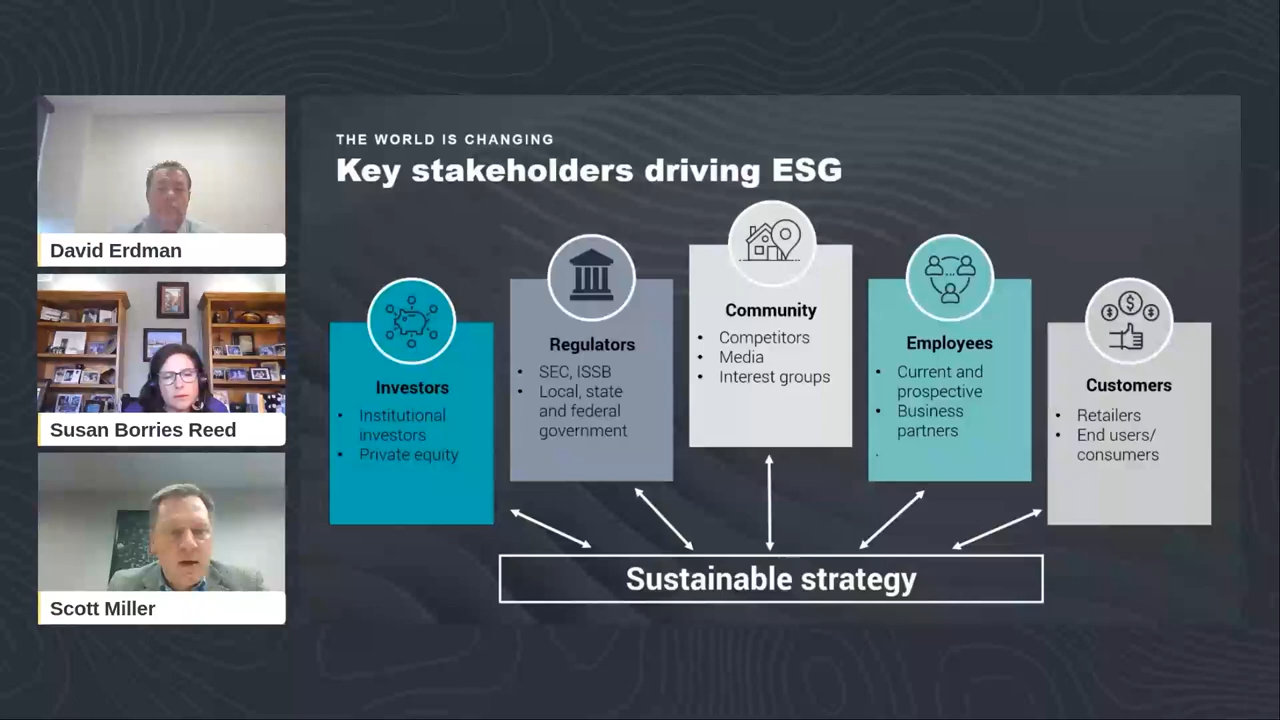 David Erdman
Susan Borries Reed
Scott Miller
THE WORLD IS CHANGING
Key stakeholders driving ESG
Investors
• Institutional
investors
• Private equity
Regulators
• SEC, ISSB
• Local, state
and federal
government
Community
• Competitors
• Media
• Interest groups
Employees
• Current and
prospective
• Business
partners
.
Customers
• Retailers
• End users/
consumers
Sustainable strategy